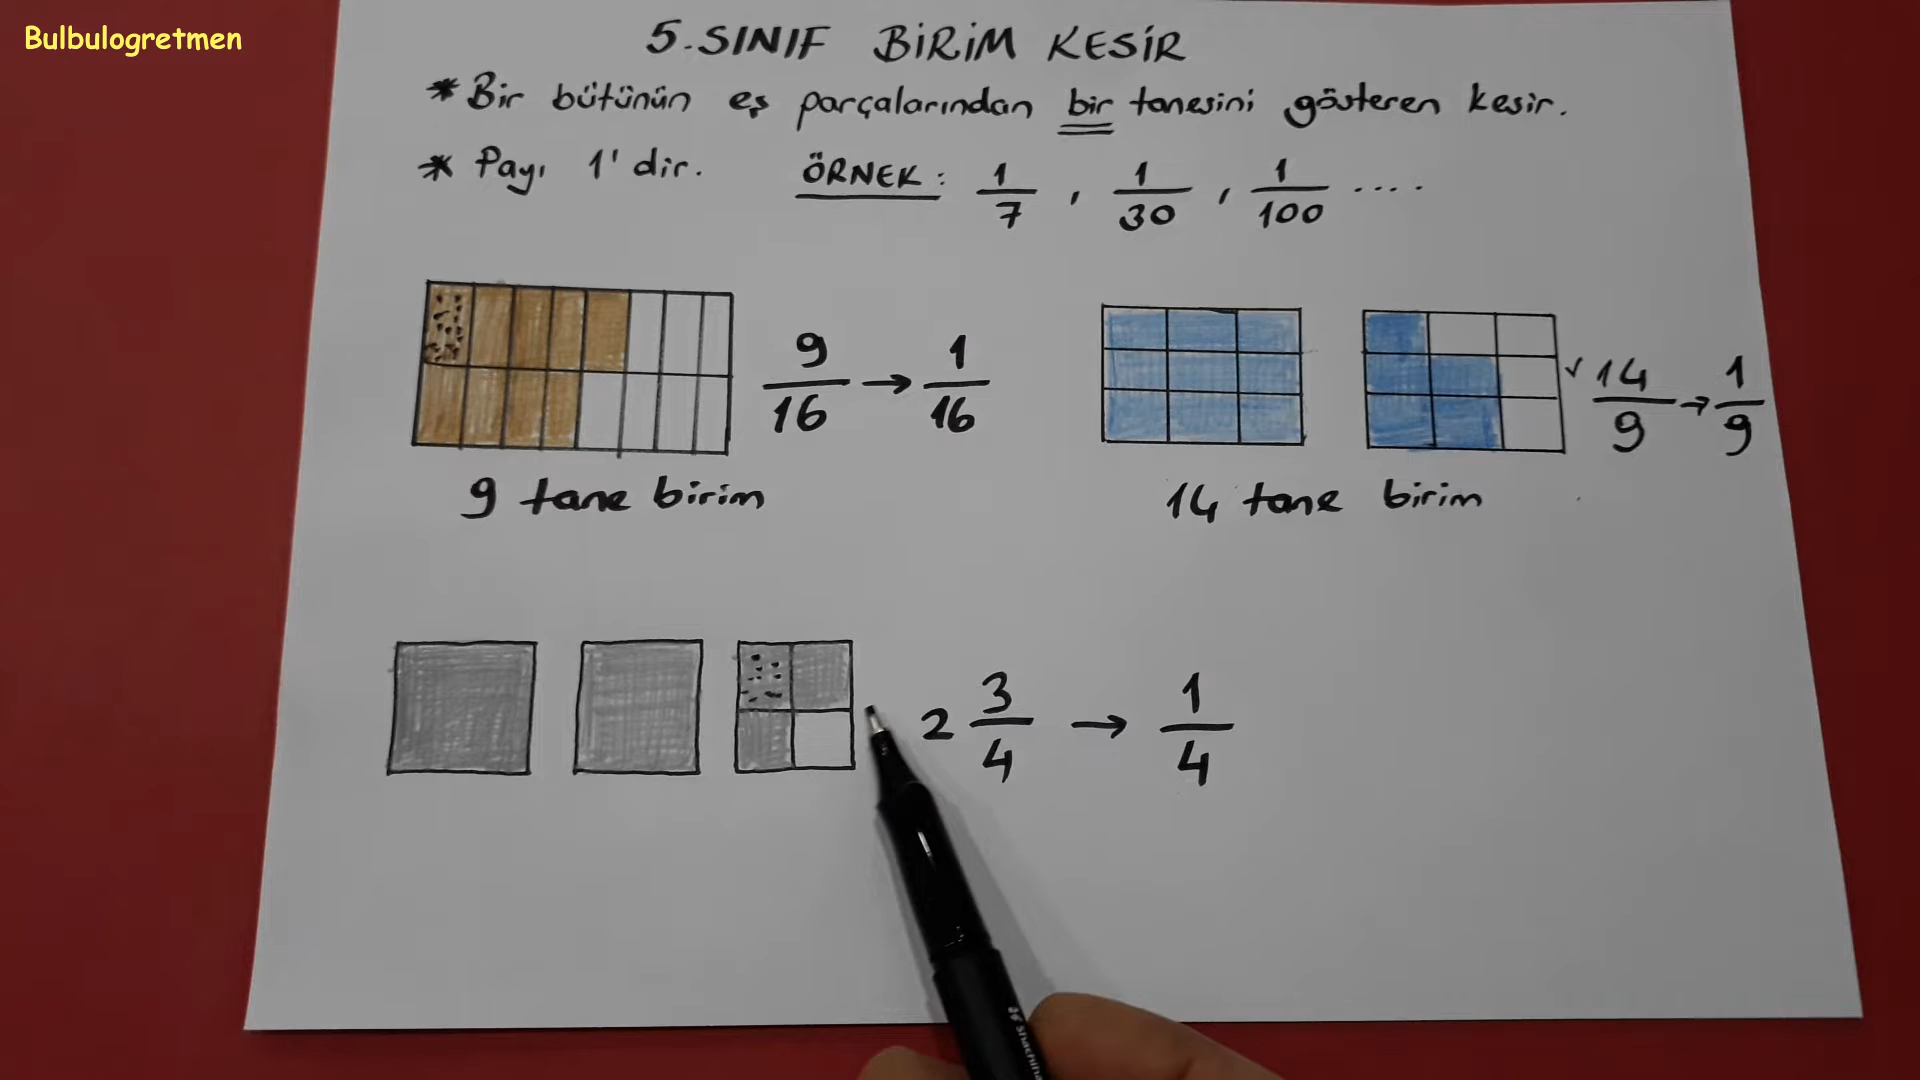 Bulbulogretmen
5.SINIF BİRİM KESİR
* Bir bütünün eş parçalarından bir tanesini gösteren kesir.
* Payı 1'dir. ÖRNEK: 1/7, 1/30, 1/100 ....
9/16 → 1/16
✓ 14/9 → 1/9
9 tane birim
14 tane birim
2 3/4 → 1/4
Shachihata